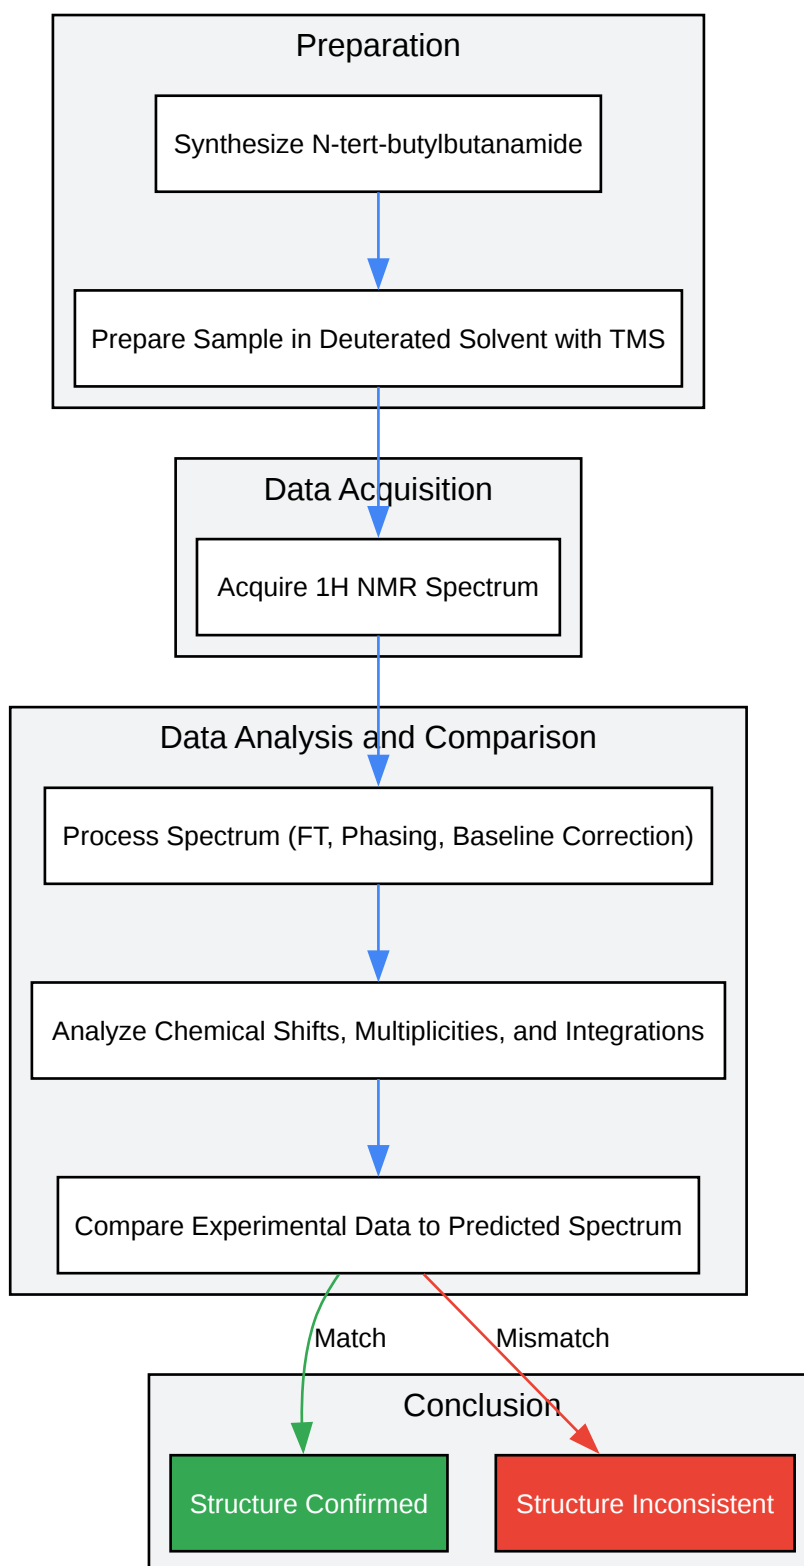 Preparation
Synthesize N-tert-butylbutanamide
Prepare Sample in Deuterated Solvent with TMS
Data Acquisition
Acquire 1H NMR Spectrum
Data Analysis and Comparison
Process Spectrum (FT, Phasing, Baseline Correction)
Analyze Chemical Shifts, Multiplicities, and Integrations
Compare Experimental Data to Predicted Spectrum
Match
Mismatch
Conclusion
Structure Confirmed
Structure Inconsistent